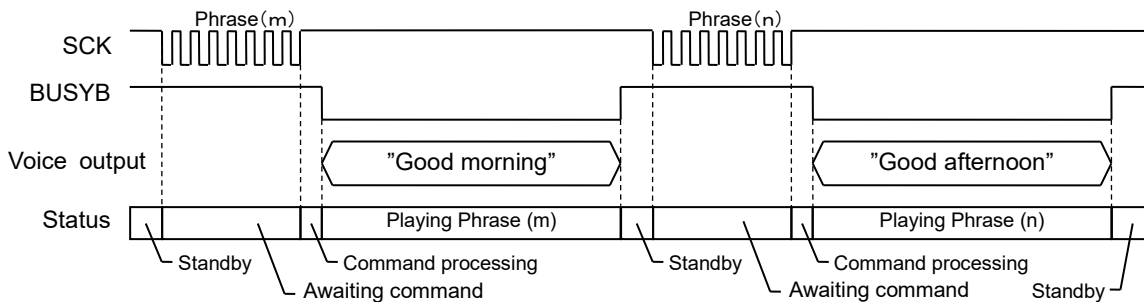 Phrase(m) Phrase(n)
SCK
BUSYB
Voice output ”Good morning” ”Good afternoon”
Status Playing Phrase (m) Playing Phrase (n)
Standby Command processing Standby Command processing
Awaiting command Awaiting command Standby